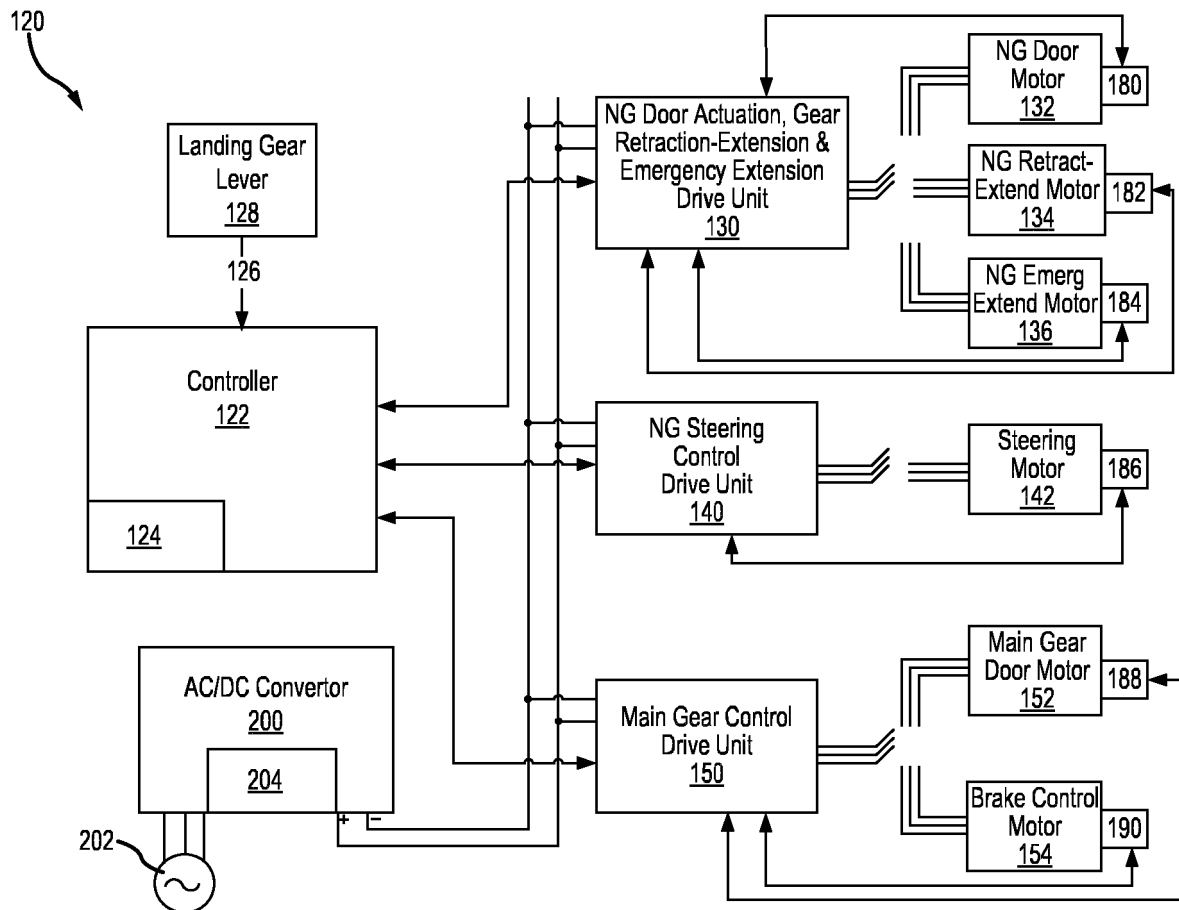 120
Landing Gear
Lever
128
126
Controller
122
124
AC/DC Convertor
200
204
+ −
202
NG Door Actuation, Gear
Retraction-Extension &
Emergency Extension
Drive Unit
130
NG Door
Motor
132
180
NG Retract-
Extend Motor
134
182
NG Emerg
Extend Motor
136
184
NG Steering
Control
Drive Unit
140
Steering
Motor
142
186
Main Gear Control
Drive Unit
150
Main Gear
Door Motor
152
188
Brake Control
Motor
154
190